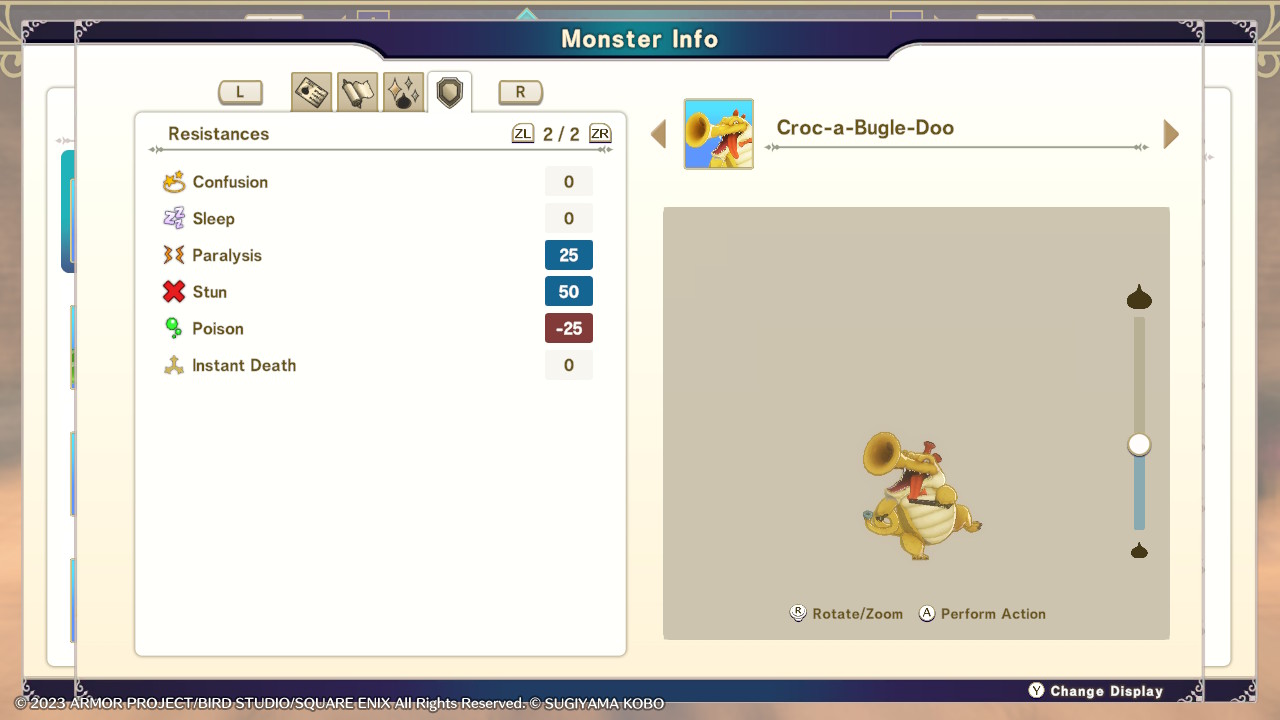 Monster Info
L
R
Resistances
ZL 2 / 2 ZR
Confusion 0
Sleep 0
Paralysis 25
Stun 50
Poison -25
Instant Death 0
Croc-a-Bugle-Doo
R Rotate/Zoom A Perform Action
Y Change Display
© 2023 ARMOR PROJECT/BIRD STUDIO/SQUARE ENIX All Rights Reserved. © SUGIYAMA KOBO